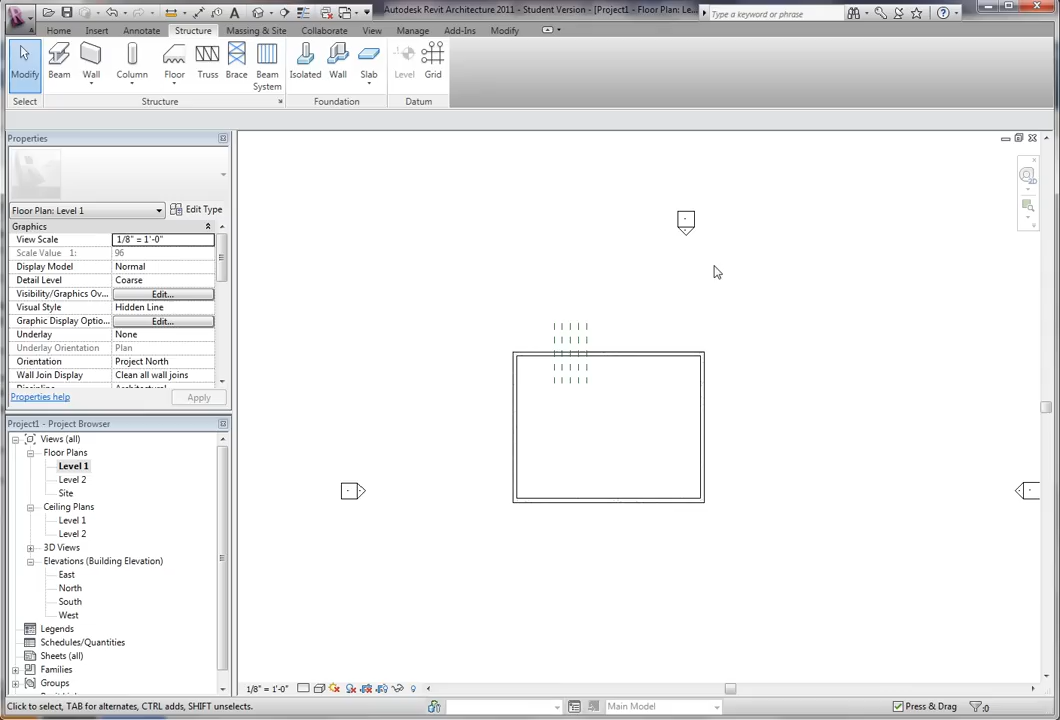 Autodesk Revit Architecture 2011 - Student Version - [Project1 - Floor Plan: Le...
Type a keyword or phrase
Home Insert Annotate Structure Massing & Site Collaborate View Manage Add-Ins Modify
Modify Beam Wall Column Floor Truss Brace Beam System Isolated Wall Slab Level Grid
Select Structure Foundation Datum
Properties
Floor Plan: Level 1 Edit Type
Graphics
View Scale 1/8" = 1'-0"
Scale Value 1: 96
Display Model Normal
Detail Level Coarse
Visibility/Graphics Ov... Edit...
Visual Style Hidden Line
Graphic Display Optio... Edit...
Underlay None
Underlay Orientation Plan
Orientation Project North
Wall Join Display Clean all wall joins
Discipline Architectural
Properties help Apply
Project1 - Project Browser
Views (all)
Floor Plans
Level 1
Level 2
Site
Ceiling Plans
Level 1
Level 2
3D Views
Elevations (Building Elevation)
East
North
South
West
Legends
Schedules/Quantities
Sheets (all)
Families
Groups
1/8" = 1'-0"
Click to select, TAB for alternates, CTRL adds, SHIFT unselects. Main Model Press & Drag :0